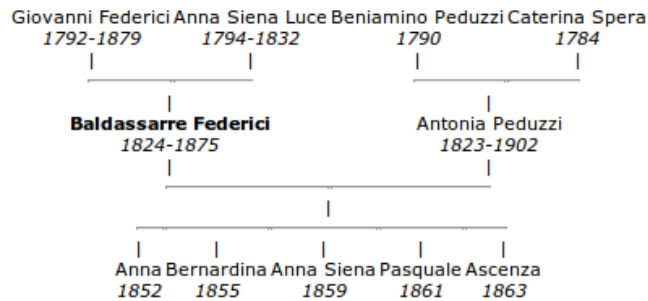 Giovanni Federici Anna Siena Luce Beniamino Peduzzi Caterina Spera
1792-1879 1794-1832 1790 1784
Baldassarre Federici Antonia Peduzzi
1824-1875 1823-1902
Anna Bernardina Anna Siena Pasquale Ascenza
1852 1855 1859 1861 1863